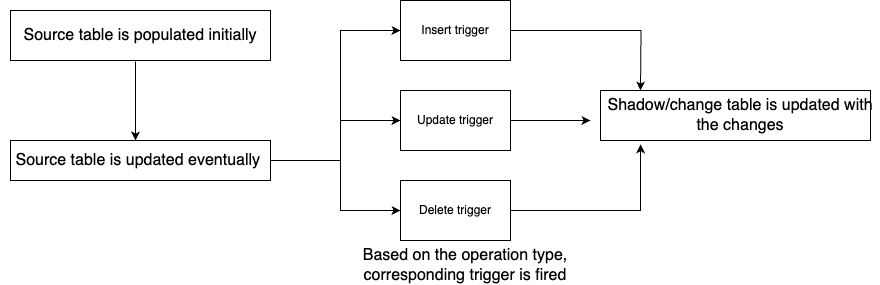 Source table is populated initially
Source table is updated eventually
Insert trigger
Update trigger
Delete trigger
Based on the operation type,
corresponding trigger is fired
Shadow/change table is updated with
the changes